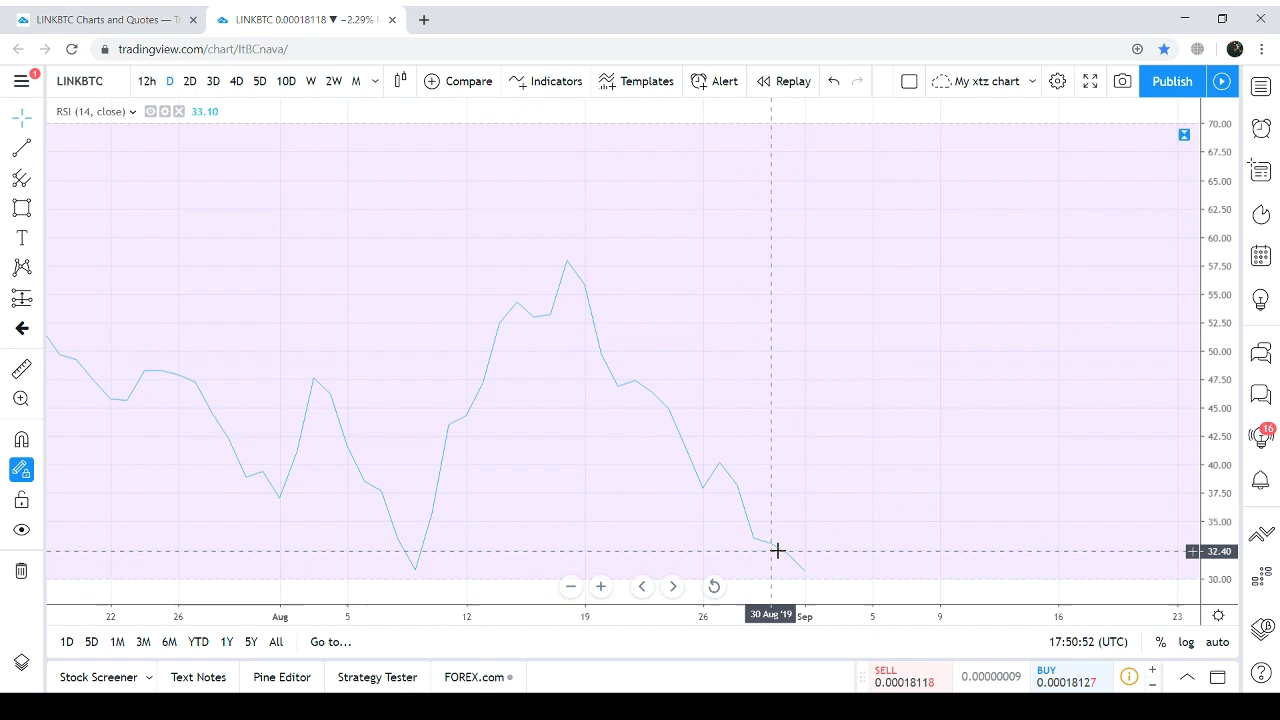 LINKBTC Charts and Quotes — T
LINKBTC 0.00018118 ▼ −2.29% M
tradingview.com/chart/ItBCnava/
1
LINKBTC
12h D 2D 3D 4D 5D 10D W 2W M
Compare
Indicators
Templates
Alert
Replay
My xtz chart
Publish
RSI (14, close) 33.10
70.00
67.50
65.00
62.50
60.00
57.50
55.00
52.50
50.00
47.50
45.00
42.50
40.00
37.50
35.00
32.40
30.00
16
22 26 Aug 5 12 19 26 30 Aug '19 Sep 5 9 16 23
1D 5D 1M 3M 6M YTD 1Y 5Y All Go to...
17:50:52 (UTC) % log auto
Stock Screener Text Notes Pine Editor Strategy Tester FOREX.com
SELL
0.00018118
0.00000009
BUY
0.00018127